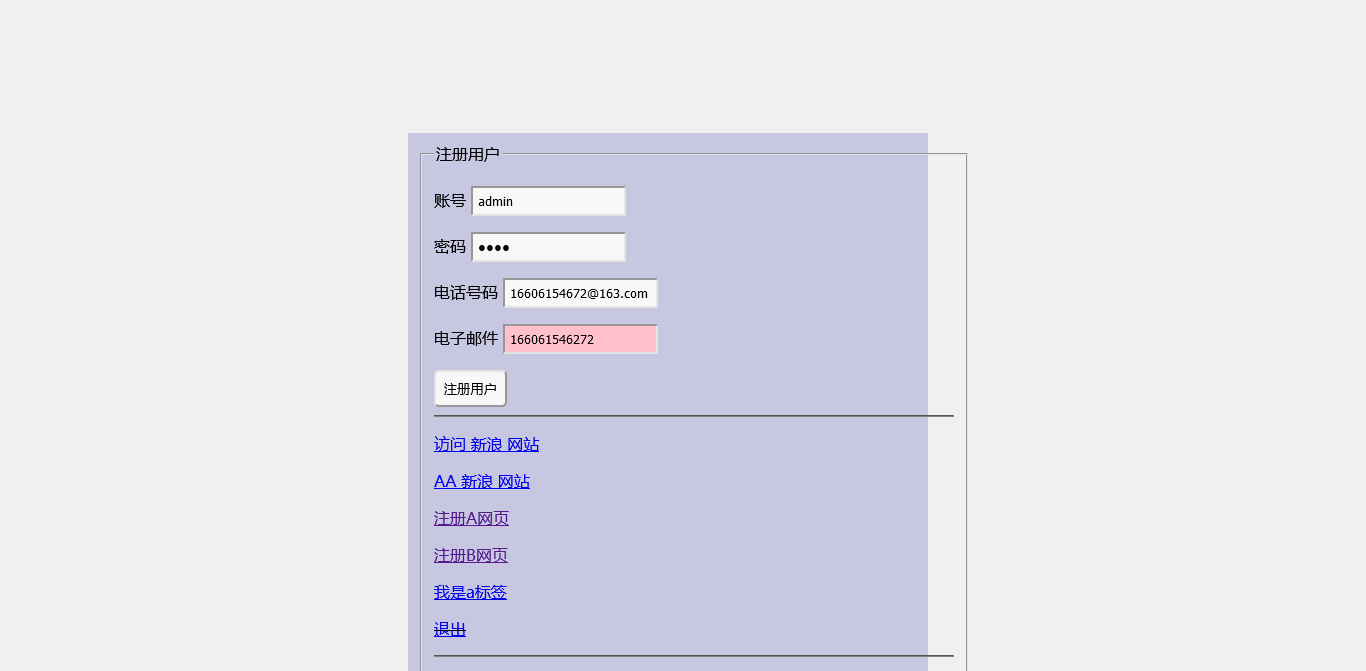 注册用户
账号 admin
密码 ••••
电话号码 16606154672@163.com
电子邮件 166061546272
注册用户
访问 新浪 网站
AA 新浪 网站
注册A网页
注册B网页
我是a标签
退出